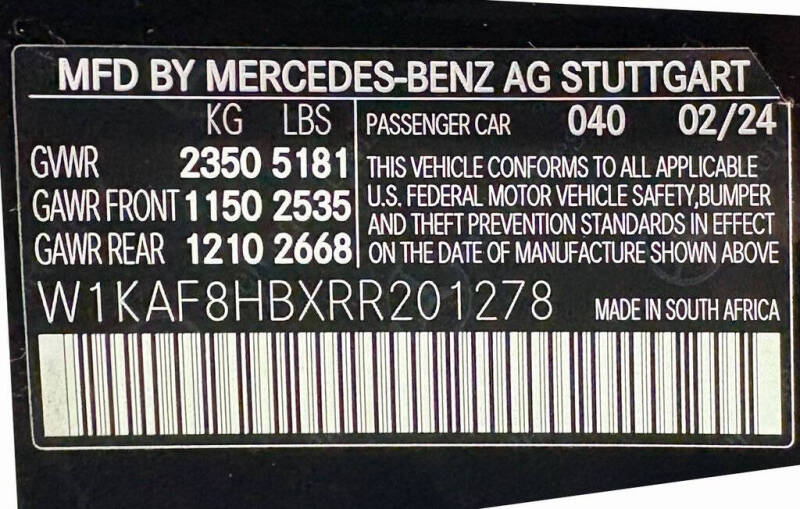 MFD BY MERCEDES-BENZ AG STUTTGART
KG LBS
GVWR 2350 5181
GAWR FRONT 1150 2535
GAWR REAR 1210 2668
PASSENGER CAR 040 02/24
THIS VEHICLE CONFORMS TO ALL APPLICABLE
U.S. FEDERAL MOTOR VEHICLE SAFETY,BUMPER
AND THEFT PREVENTION STANDARDS IN EFFECT
ON THE DATE OF MANUFACTURE SHOWN ABOVE
W1KAF8HBXRR201278
MADE IN SOUTH AFRICA